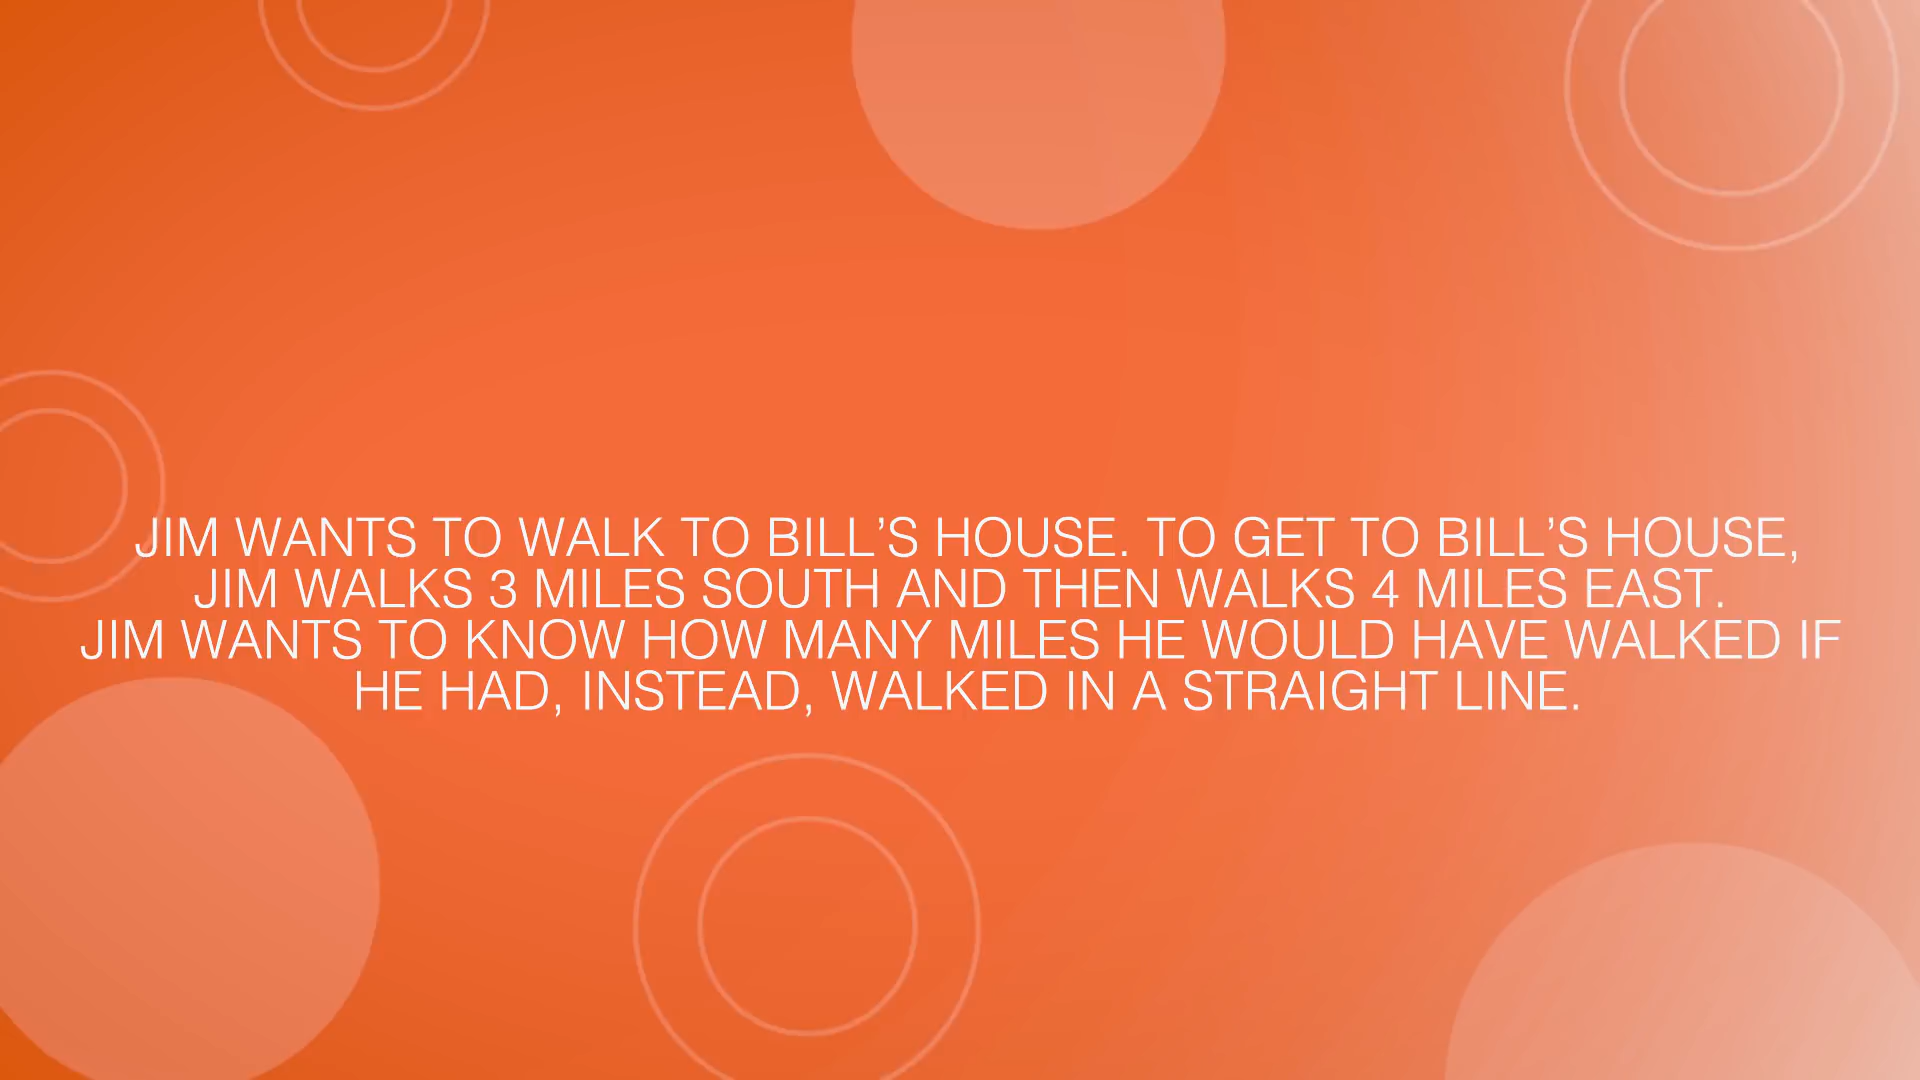 JIM WANTS TO WALK TO BILL’S HOUSE. TO GET TO BILL’S HOUSE,
JIM WALKS 3 MILES SOUTH AND THEN WALKS 4 MILES EAST.
JIM WANTS TO KNOW HOW MANY MILES HE WOULD HAVE WALKED IF
HE HAD, INSTEAD, WALKED IN A STRAIGHT LINE.